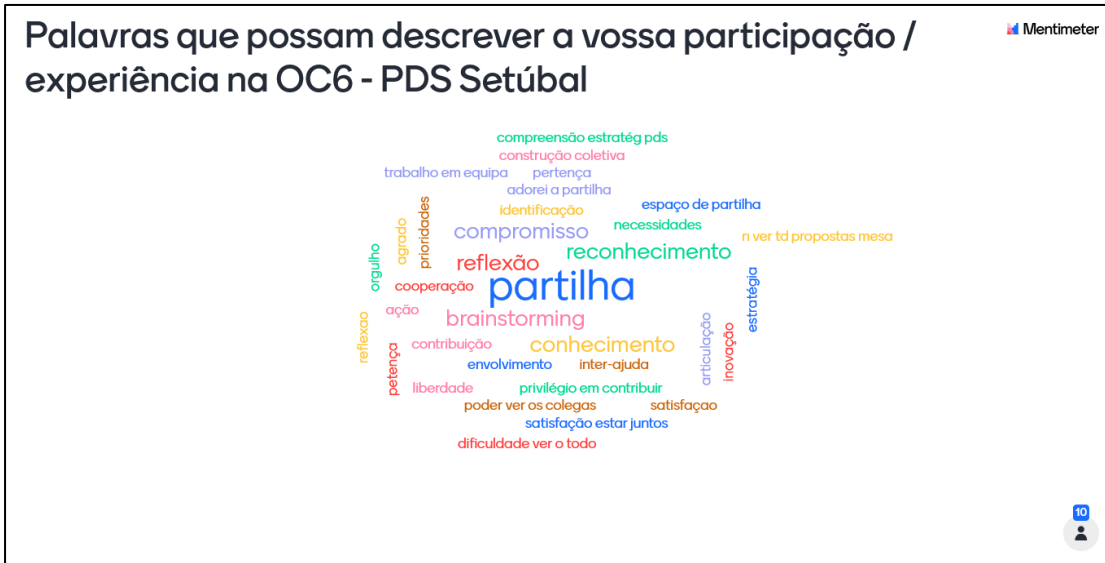 Palavras que possam descrever a vossa participação /
experiência na OC6 - PDS Setúbal
Mentimeter
compreensão estratég pds
construção coletiva
trabalho em equipa
pertença
adorei a partilha
identificação
espaço de partilha
prioridades
agrado
orgulho
compromisso
necessidades
n ver td propostas mesa
reconhecimento
reflexão
cooperação
partilha
estratégia
ação
brainstorming
reflexao
petença
contribuição
conhecimento
articulação
inovação
envolvimento
inter-ajuda
liberdade
privilégio em contribuir
poder ver os colegas
satisfaçao
satisfação estar juntos
dificuldade ver o todo
10